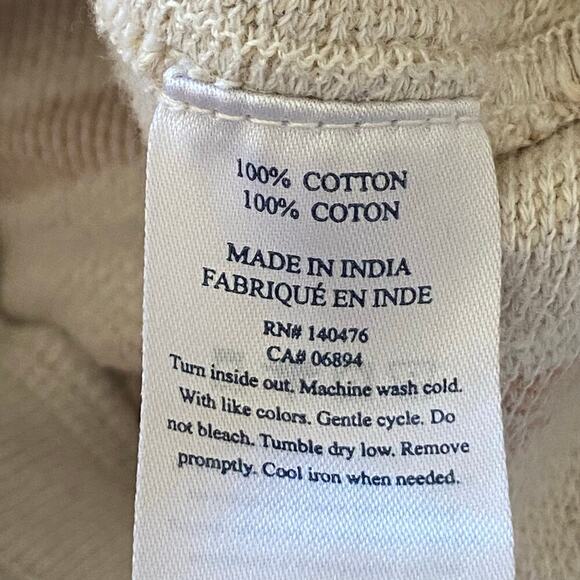 100% COTTON
100% COTON
MADE IN INDIA
FABRIQUÉ EN INDE
RN# 140476
CA# 06894
Turn inside out. Machine wash cold.
With like colors. Gentle cycle. Do
not bleach. Tumble dry low. Remove
promptly. Cool iron when needed.